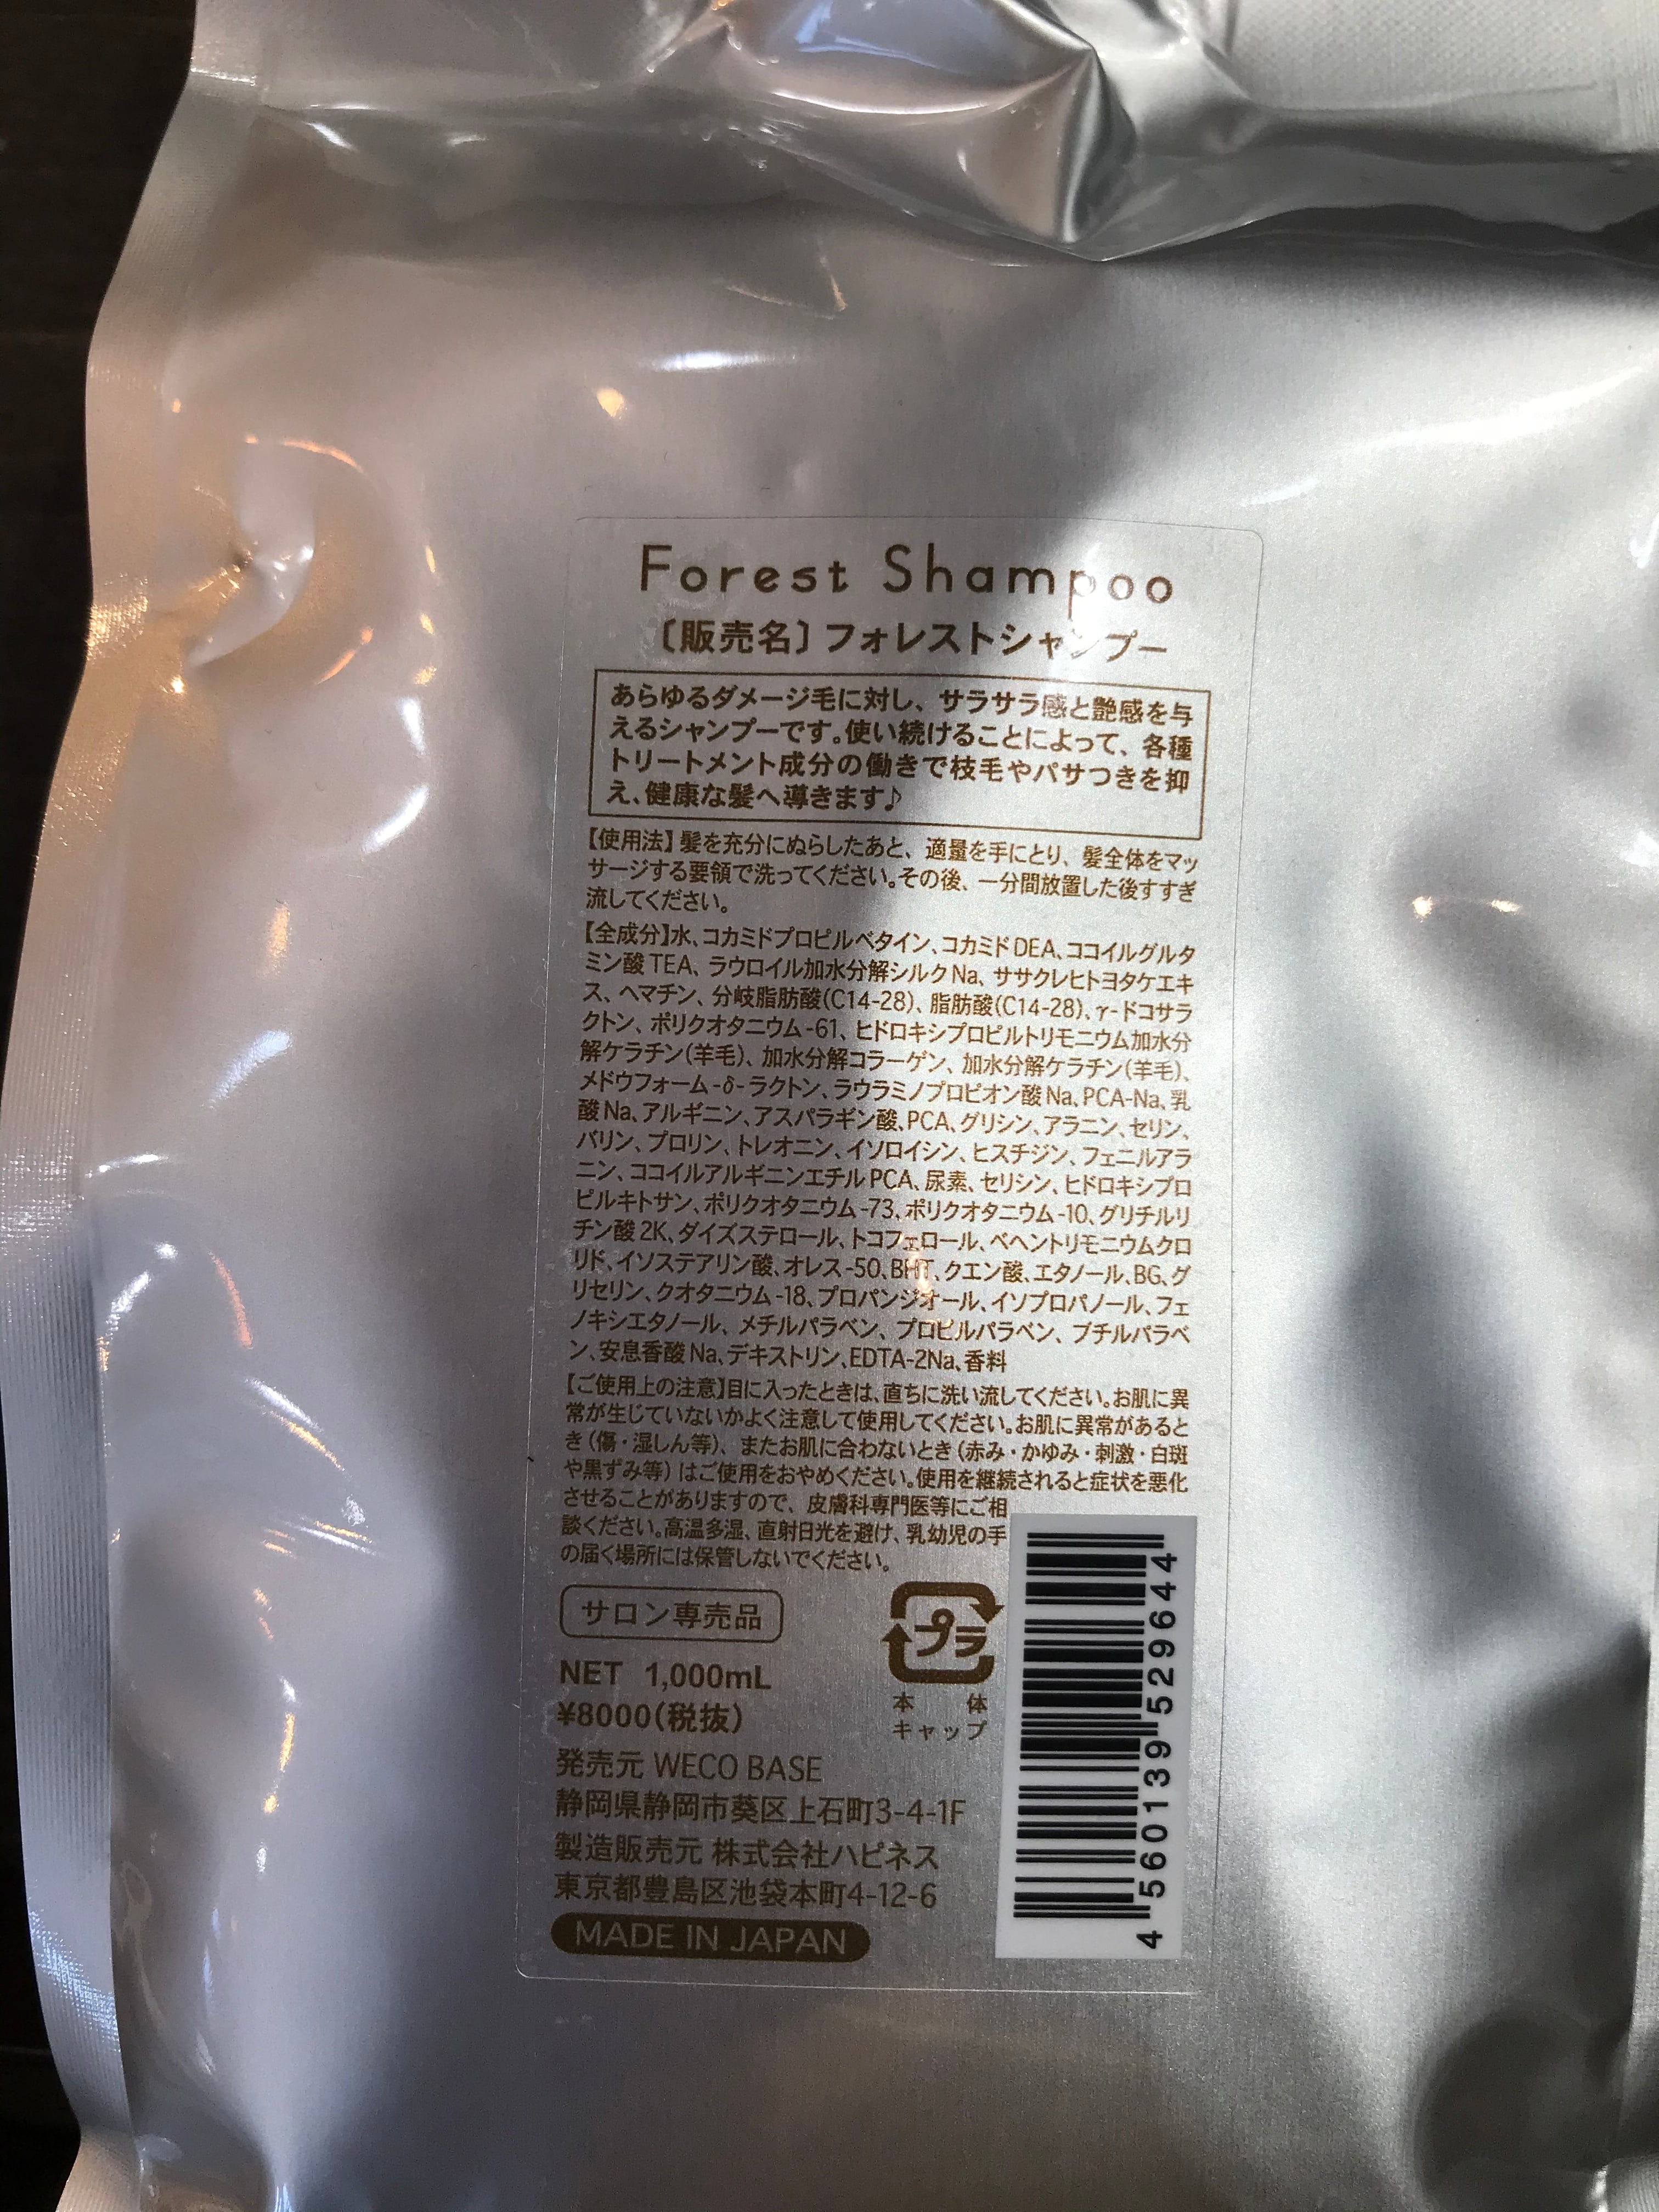 Forest Shampoo
〔販売名〕フォレストシャンプー
あらゆるダメージ毛に対し、サラサラ感と艶感を与
えるシャンプーです。使い続けることによって、各種
トリートメント成分の働きで枝毛やパサつきを抑
え、健康な髪へ導きます♪
【使用法】髪を充分にぬらしたあと、適量を手にとり、髪全体をマッ
サージする要領で洗ってください。その後、一分間放置した後すすぎ
流してください。
【全成分】水、コカミドプロピルベタイン、コカミドDEA、ココイルグルタ
ミン酸TEA、ラウロイル加水分解シルクNa、ササクレヒトヨタケエキ
ス、ヘマチン、分岐脂肪酸(C14-28)、脂肪酸(C14-28)、γ-ドコサラ
クトン、ポリクオタニウム-61、ヒドロキシプロピルトリモニウム加水分
解ケラチン(羊毛)、加水分解コラーゲン、加水分解ケラチン(羊毛)、
メドウフォーム-δ-ラクトン、ラウラミノプロピオン酸Na、PCA-Na、乳
酸Na、アルギニン、アスパラギン酸、PCA、グリシン、アラニン、セリン、
バリン、プロリン、トレオニン、イソロイシン、ヒスチジン、フェニルアラ
ニン、ココイルアルギニンエチルPCA、尿素、セリシン、ヒドロキシプロ
ピルキトサン、ポリクオタニウム-73、ポリクオタニウム-10、グリチルリ
チン酸2K、ダイズステロール、トコフェロール、ベヘントリモニウムクロ
リド、イソステアリン酸、オレス-50、BHT、クエン酸、エタノール、BG、グ
リセリン、クオタニウム-18、プロパンジオール、イソプロパノール、フェ
ノキシエタノール、メチルパラベン、プロピルパラベン、ブチルパラベ
ン、安息香酸Na、デキストリン、EDTA-2Na、香料
【ご使用上の注意】目に入ったときは、直ちに洗い流してください。お肌に異
常が生じていないかよく注意して使用してください。お肌に異常があると
き(傷・湿しん等)、またお肌に合わないとき(赤み・かゆみ・刺激・白斑
や黒ずみ等)はご使用をおやめください。使用を継続されると症状を悪化
させることがありますので、皮膚科専門医等にご相
談ください。高温多湿、直射日光を避け、乳幼児の手
の届く場所には保管しないでください。
サロン専売品
プラ
本体
キャップ
NET 1,000mL
¥8000(税抜)
発売元 WECO BASE
静岡県静岡市葵区上石町3-4-1F
製造販売元 株式会社ハピネス
東京都豊島区池袋本町4-12-6
MADE IN JAPAN
4 560139 529644